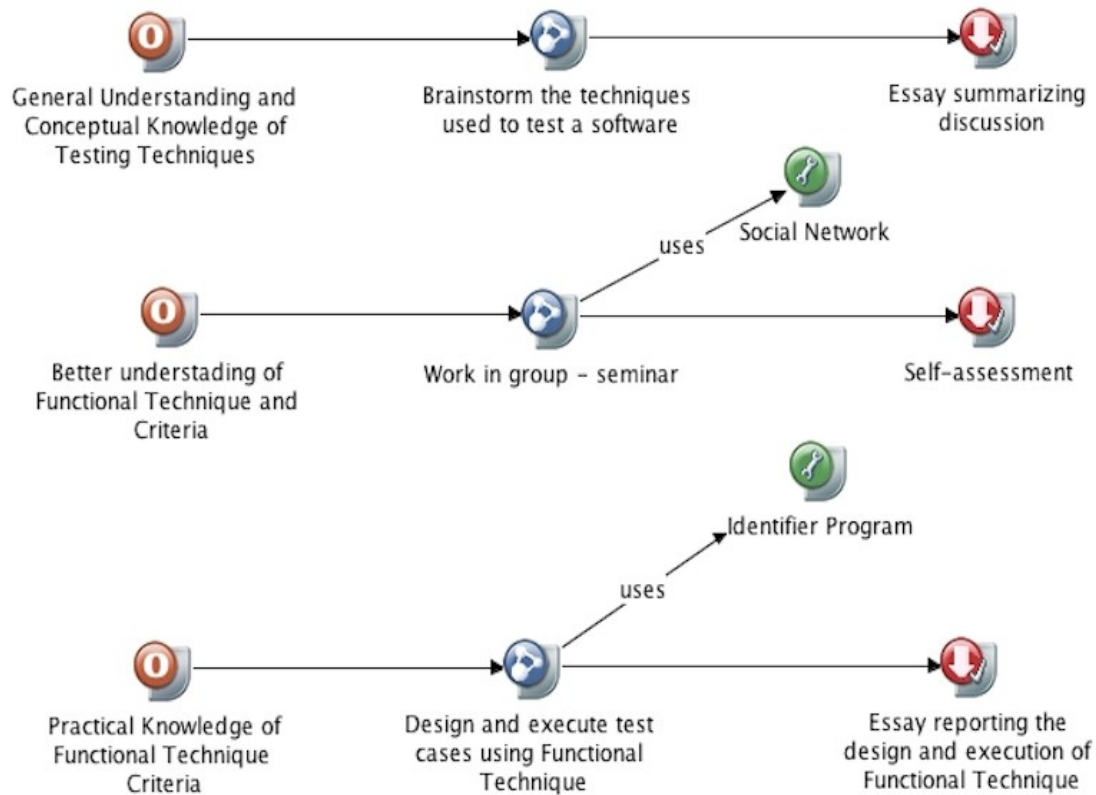 General Understanding and
Conceptual Knowledge of
Testing Techniques
Brainstorm the techniques
used to test a software
Essay summarizing
discussion
uses
Social Network
Better understading of
Functional Technique and
Criteria
Work in group – seminar
Self-assessment
Identifier Program
uses
Practical Knowledge of
Functional Technique
Criteria
Design and execute test
cases using Functional
Technique
Essay reporting the
design and execution of
Functional Technique